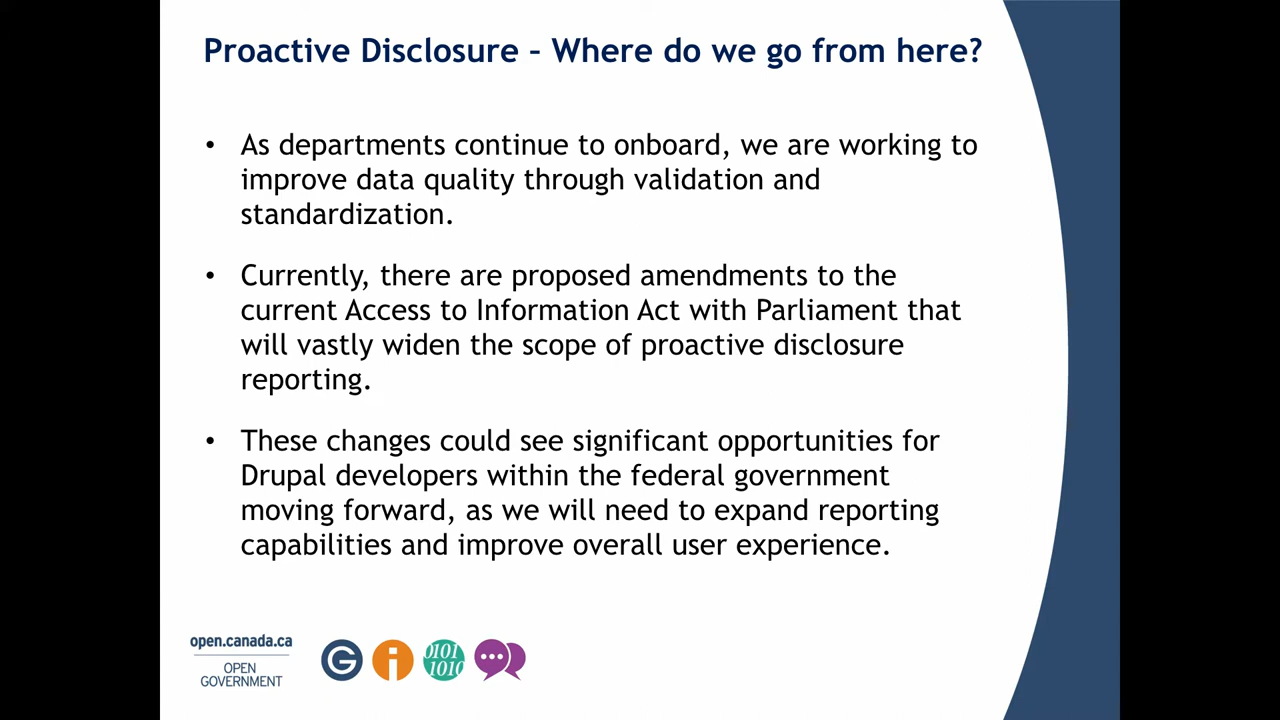 Proactive Disclosure – Where do we go from here?
• As departments continue to onboard, we are working to
improve data quality through validation and
standardization.
• Currently, there are proposed amendments to the
current Access to Information Act with Parliament that
will vastly widen the scope of proactive disclosure
reporting.
• These changes could see significant opportunities for
Drupal developers within the federal government
moving forward, as we will need to expand reporting
capabilities and improve overall user experience.
open.canada.ca
OPEN
GOVERNMENT
G i 0101
1010